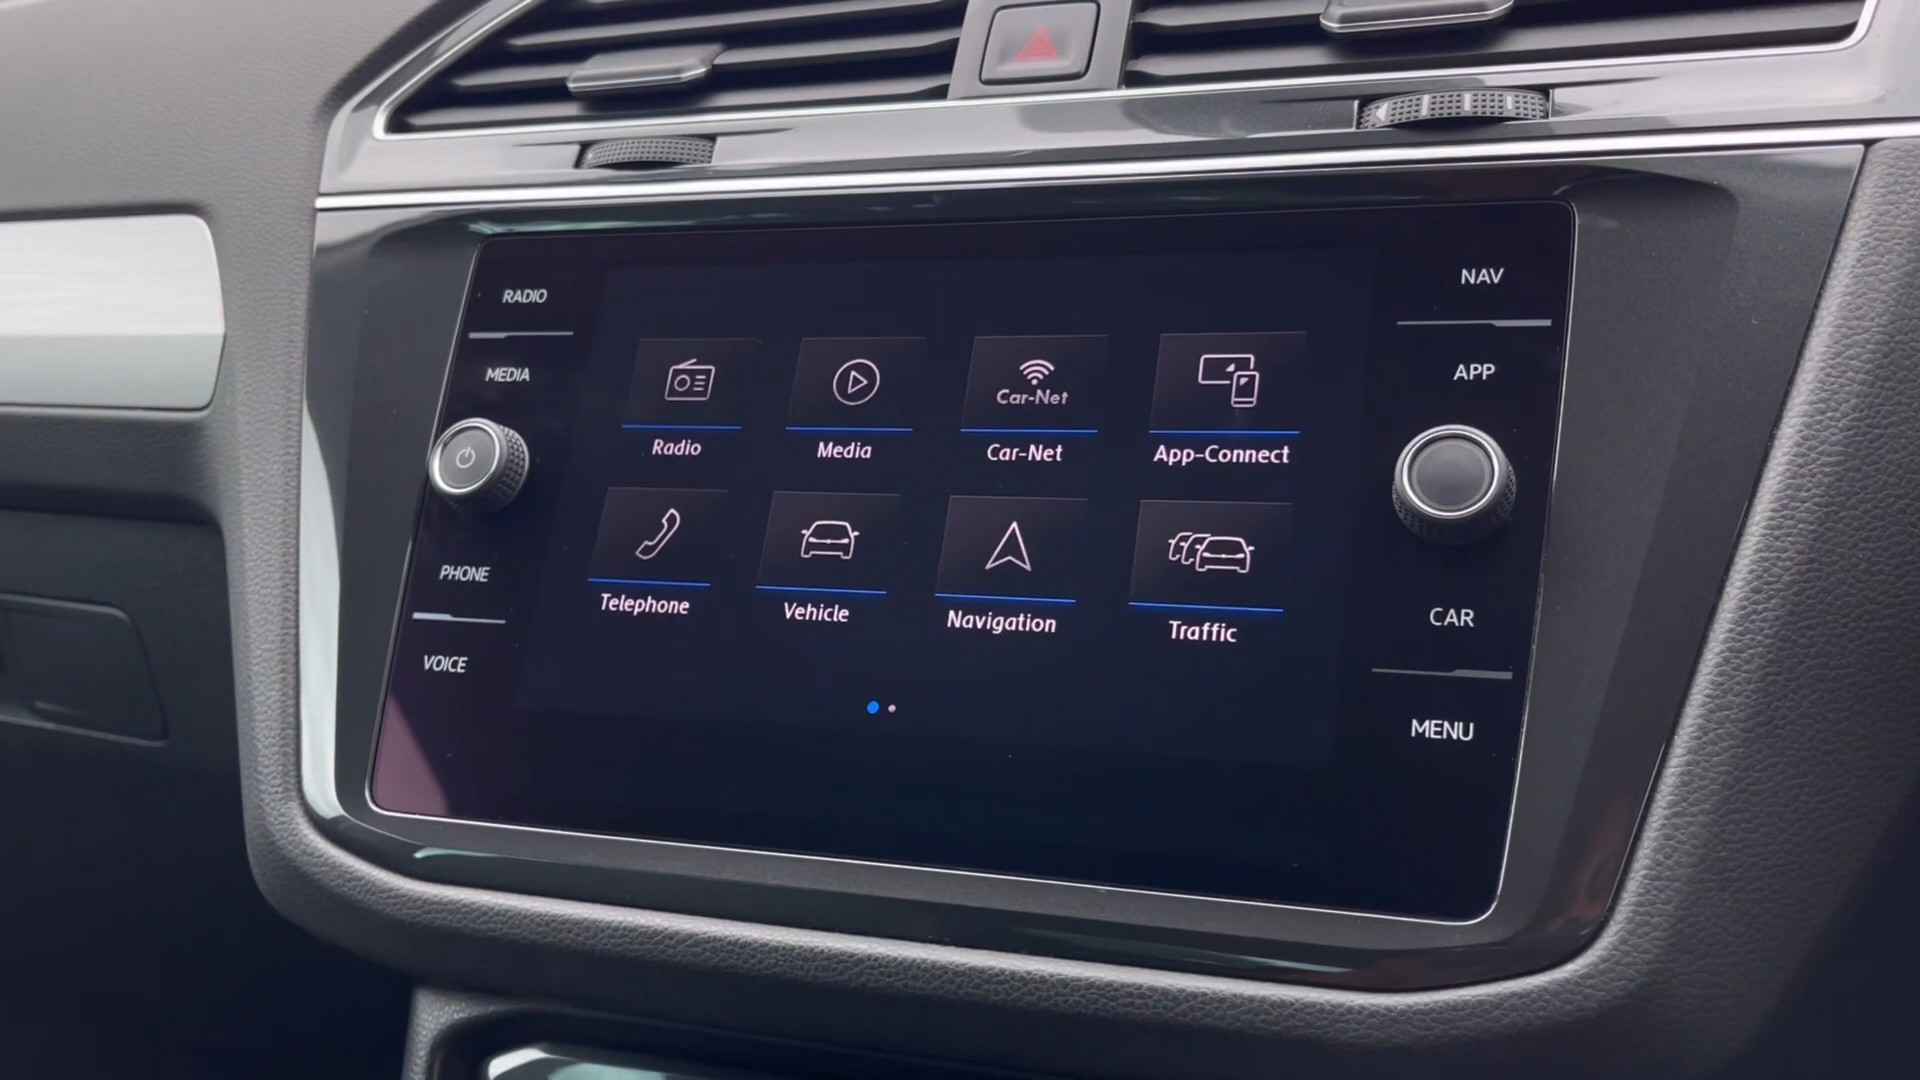 RADIO
MEDIA
PHONE
VOICE
Car-Net
Radio
Media
Car-Net
App-Connect
Telephone
Vehicle
Navigation
Traffic
NAV
APP
CAR
MENU